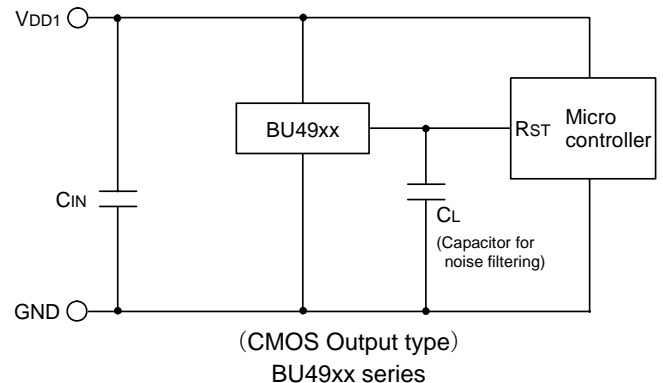 VDD1
BU49xx
RST
Micro
controller
CIN
CL
(Capacitor for
noise filtering)
GND
（CMOS Output type）
BU49xx series